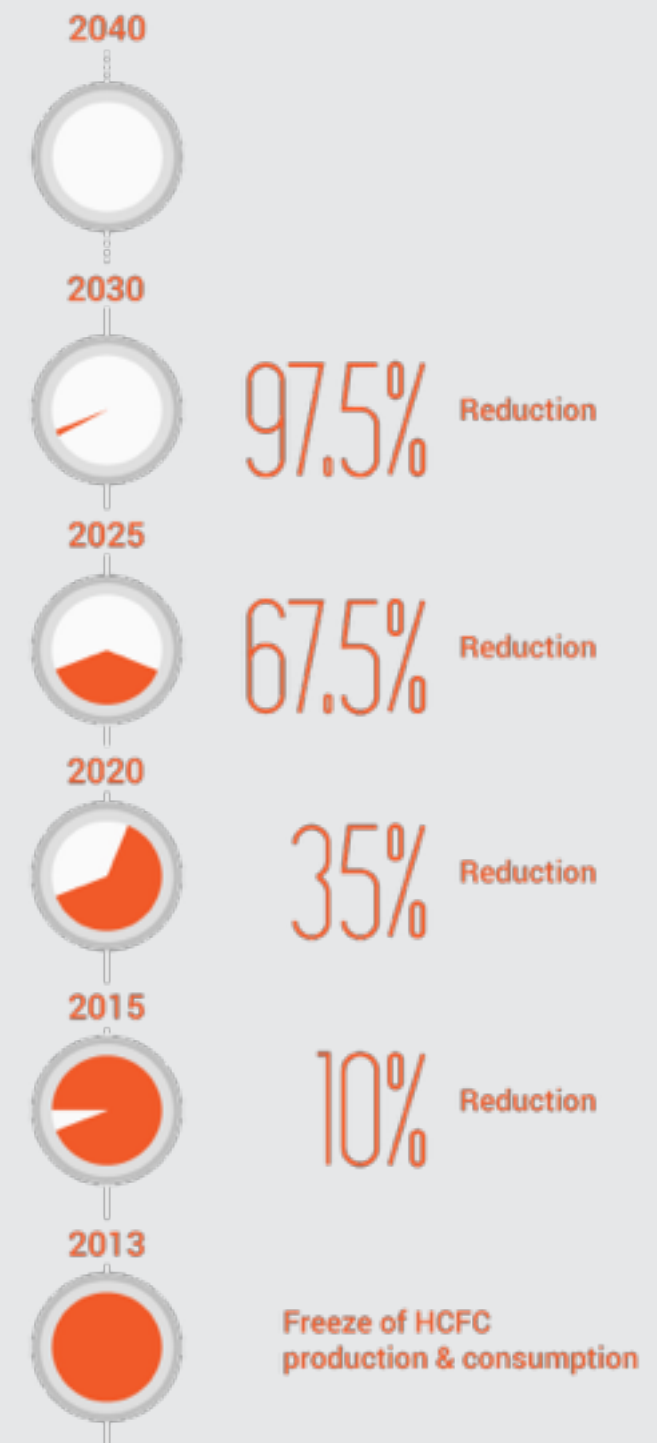 2040
2030
97.5% Reduction
2025
67.5% Reduction
2020
35% Reduction
2015
10% Reduction
2013
Freeze of HCFC
production & consumption